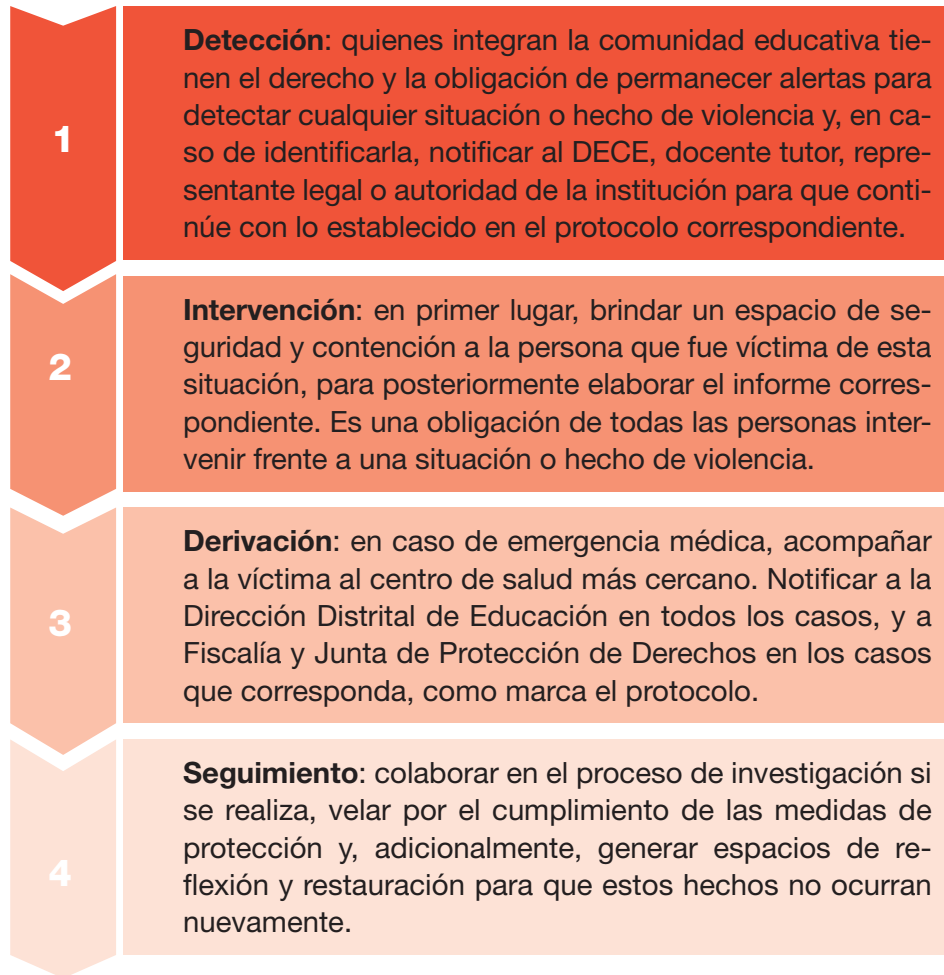 1
Detección: quienes integran la comunidad educativa tie-
nen el derecho y la obligación de permanecer alertas para
detectar cualquier situación o hecho de violencia y, en ca-
so de identificarla, notificar al DECE, docente tutor, repre-
sentante legal o autoridad de la institución para que conti-
núe con lo establecido en el protocolo correspondiente.
2
Intervención: en primer lugar, brindar un espacio de se-
guridad y contención a la persona que fue víctima de esta
situación, para posteriormente elaborar el informe corres-
pondiente. Es una obligación de todas las personas inter-
venir frente a una situación o hecho de violencia.
3
Derivación: en caso de emergencia médica, acompañar
a la víctima al centro de salud más cercano. Notificar a la
Dirección Distrital de Educación en todos los casos, y a
Fiscalía y Junta de Protección de Derechos en los casos
que corresponda, como marca el protocolo.
4
Seguimiento: colaborar en el proceso de investigación si
se realiza, velar por el cumplimiento de las medidas de
protección y, adicionalmente, generar espacios de re-
flexión y restauración para que estos hechos no ocurran
nuevamente.